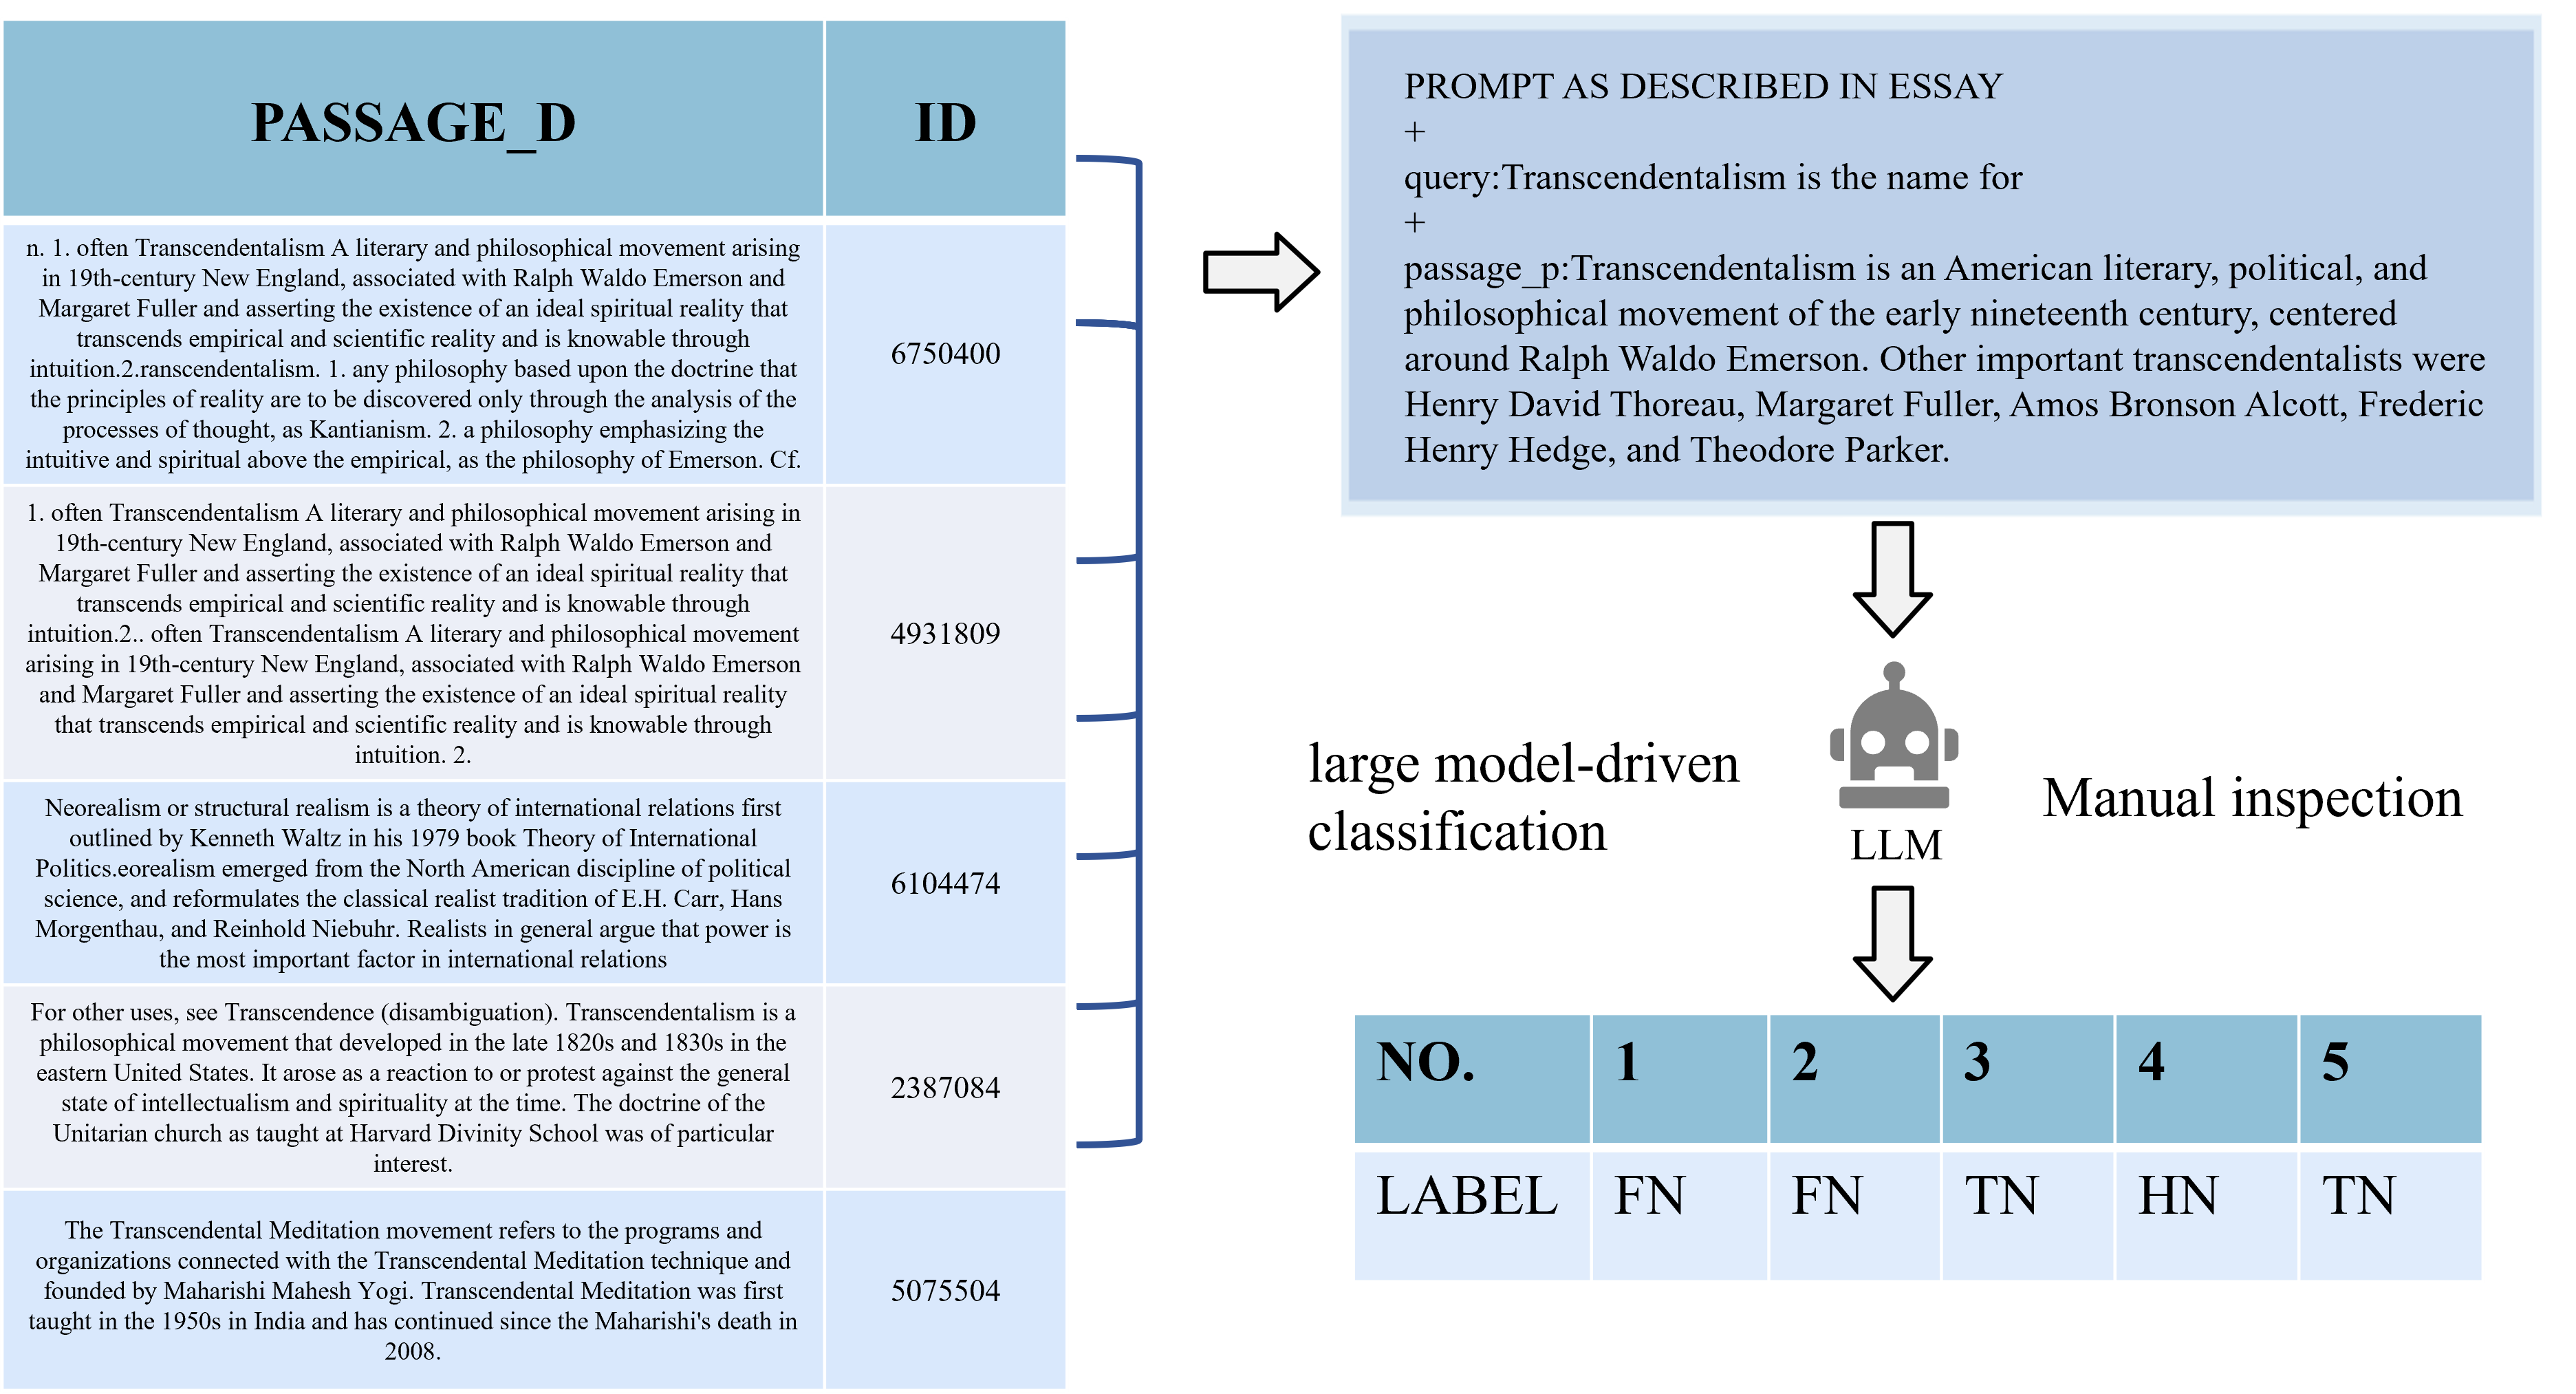 PASSAGE_D
ID
n. 1. often Transcendentalism A literary and philosophical movement arising
in 19th-century New England, associated with Ralph Waldo Emerson and
Margaret Fuller and asserting the existence of an ideal spiritual reality that
transcends empirical and scientific reality and is knowable through
intuition.2.ranscendentalism. 1. any philosophy based upon the doctrine that
the principles of reality are to be discovered only through the analysis of the
processes of thought, as Kantianism. 2. a philosophy emphasizing the
intuitive and spiritual above the empirical, as the philosophy of Emerson. Cf.
6750400
1. often Transcendentalism A literary and philosophical movement arising in
19th-century New England, associated with Ralph Waldo Emerson and
Margaret Fuller and asserting the existence of an ideal spiritual reality that
transcends empirical and scientific reality and is knowable through
intuition.2.. often Transcendentalism A literary and philosophical movement
arising in 19th-century New England, associated with Ralph Waldo Emerson
and Margaret Fuller and asserting the existence of an ideal spiritual reality
that transcends empirical and scientific reality and is knowable through
intuition. 2.
4931809
Neorealism or structural realism is a theory of international relations first
outlined by Kenneth Waltz in his 1979 book Theory of International
Politics.eorealism emerged from the North American discipline of political
science, and reformulates the classical realist tradition of E.H. Carr, Hans
Morgenthau, and Reinhold Niebuhr. Realists in general argue that power is
the most important factor in international relations
6104474
For other uses, see Transcendence (disambiguation). Transcendentalism is a
philosophical movement that developed in the late 1820s and 1830s in the
eastern United States. It arose as a reaction to or protest against the general
state of intellectualism and spirituality at the time. The doctrine of the
Unitarian church as taught at Harvard Divinity School was of particular
interest.
2387084
The Transcendental Meditation movement refers to the programs and
organizations connected with the Transcendental Meditation technique and
founded by Maharishi Mahesh Yogi. Transcendental Meditation was first
taught in the 1950s in India and has continued since the Maharishi's death in
2008.
5075504
PROMPT AS DESCRIBED IN ESSAY
+
query:Transcendentalism is the name for
+
passage_p:Transcendentalism is an American literary, political, and
philosophical movement of the early nineteenth century, centered
around Ralph Waldo Emerson. Other important transcendentalists were
Henry David Thoreau, Margaret Fuller, Amos Bronson Alcott, Frederic
Henry Hedge, and Theodore Parker.
large model-driven
classification
LLM
Manual inspection
NO. 1 2 3 4 5
LABEL FN FN TN HN TN